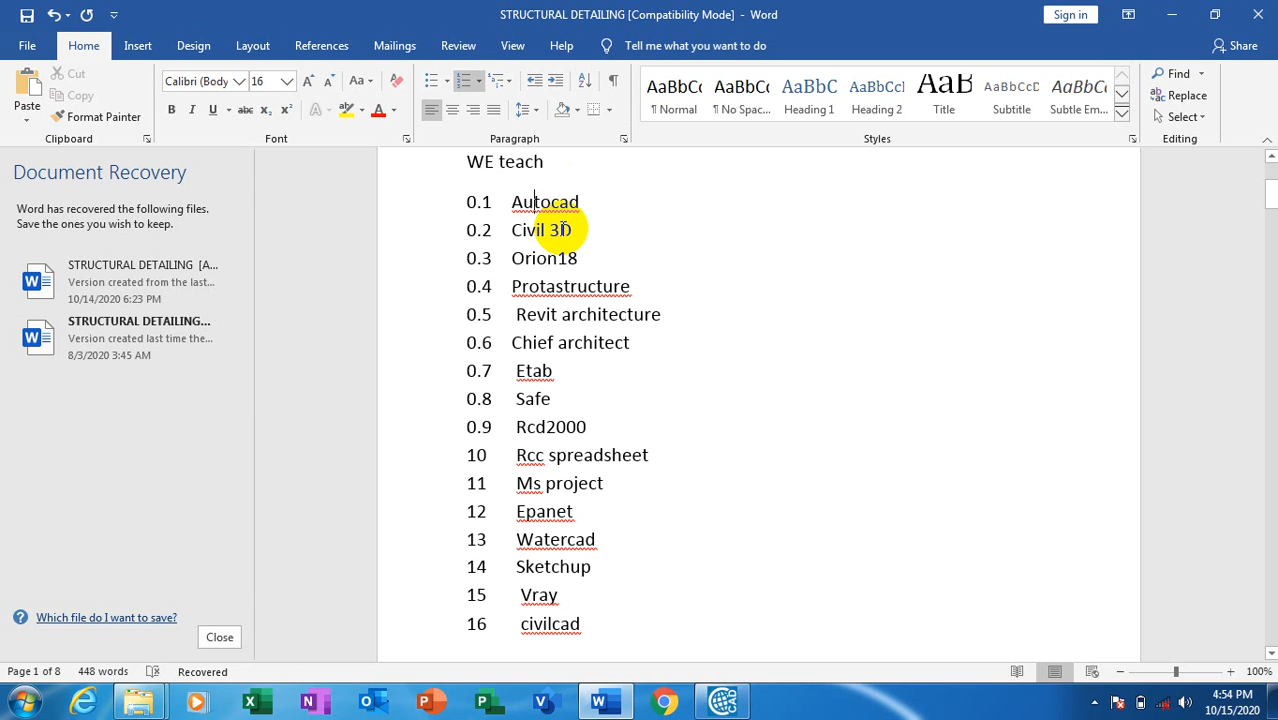 STRUCTURAL DETAILING [Compatibility Mode] - Word
Sign in
File Home Insert Design Layout References Mailings Review View Help Tell me what you want to do Share
Paste
Cut
Copy
Format Painter
Clipboard
Calibri (Body 16
Font
Paragraph
AaBbCc AaBbCc AaBbC AaBbCcI AaB AaBbCcD AaBbCc
¶ Normal ¶ No Spac... Heading 1 Heading 2 Title Subtitle Subtle Em...
Styles
Find
Replace
Select
Editing
Document Recovery
Word has recovered the following files.
Save the ones you wish to keep.
STRUCTURAL DETAILING [A...
Version created from the last...
10/14/2020 6:23 PM
STRUCTURAL DETAILING...
Version created last time the...
8/3/2020 3:45 AM
Which file do I want to save?
Close
WE teach
0.1 Autocad
0.2 Civil 3D
0.3 Orion18
0.4 Protastructure
0.5 Revit architecture
0.6 Chief architect
0.7 Etab
0.8 Safe
0.9 Rcd2000
10 Rcc spreadsheet
11 Ms project
12 Epanet
13 Watercad
14 Sketchup
15 Vray
16 civilcad
Page 1 of 8 448 words Recovered 100%
4:54 PM
10/15/2020